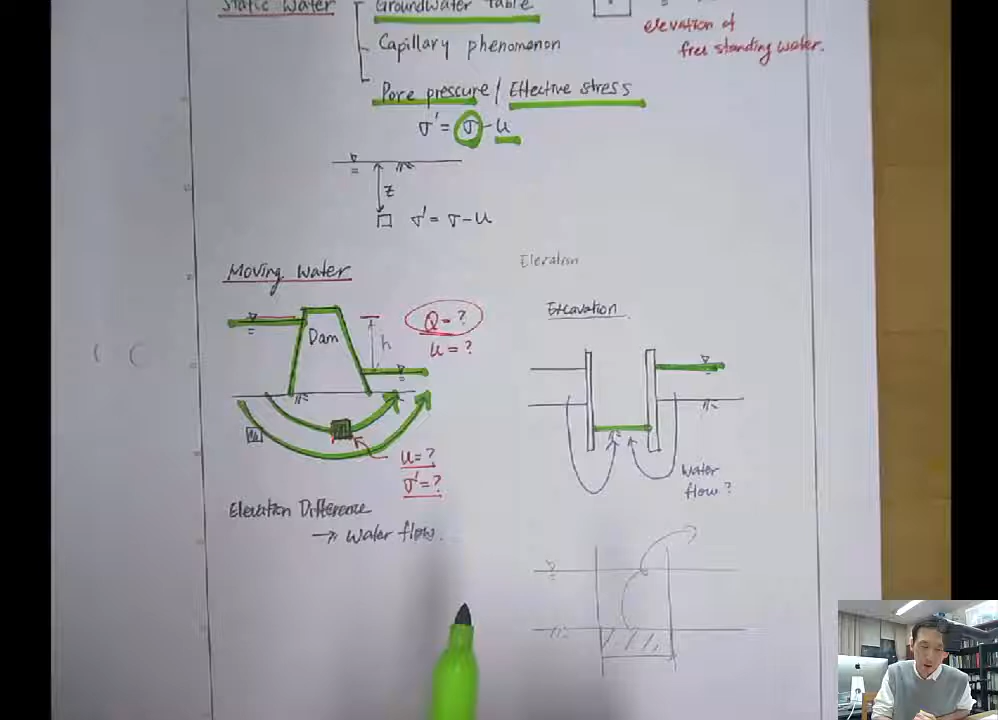 Static Water
Groundwater Table
Capillary phenomenon
Pore pressure / Effective stress
σ' = σ - u
z
σ' = σ - u
elevation of
free standing water.
Moving Water
Dam
h
Q = ?
u = ?
u = ?
σ' = ?
Elevation Difference
→ Water flow.
Elevation
Excavation
Water
flow?